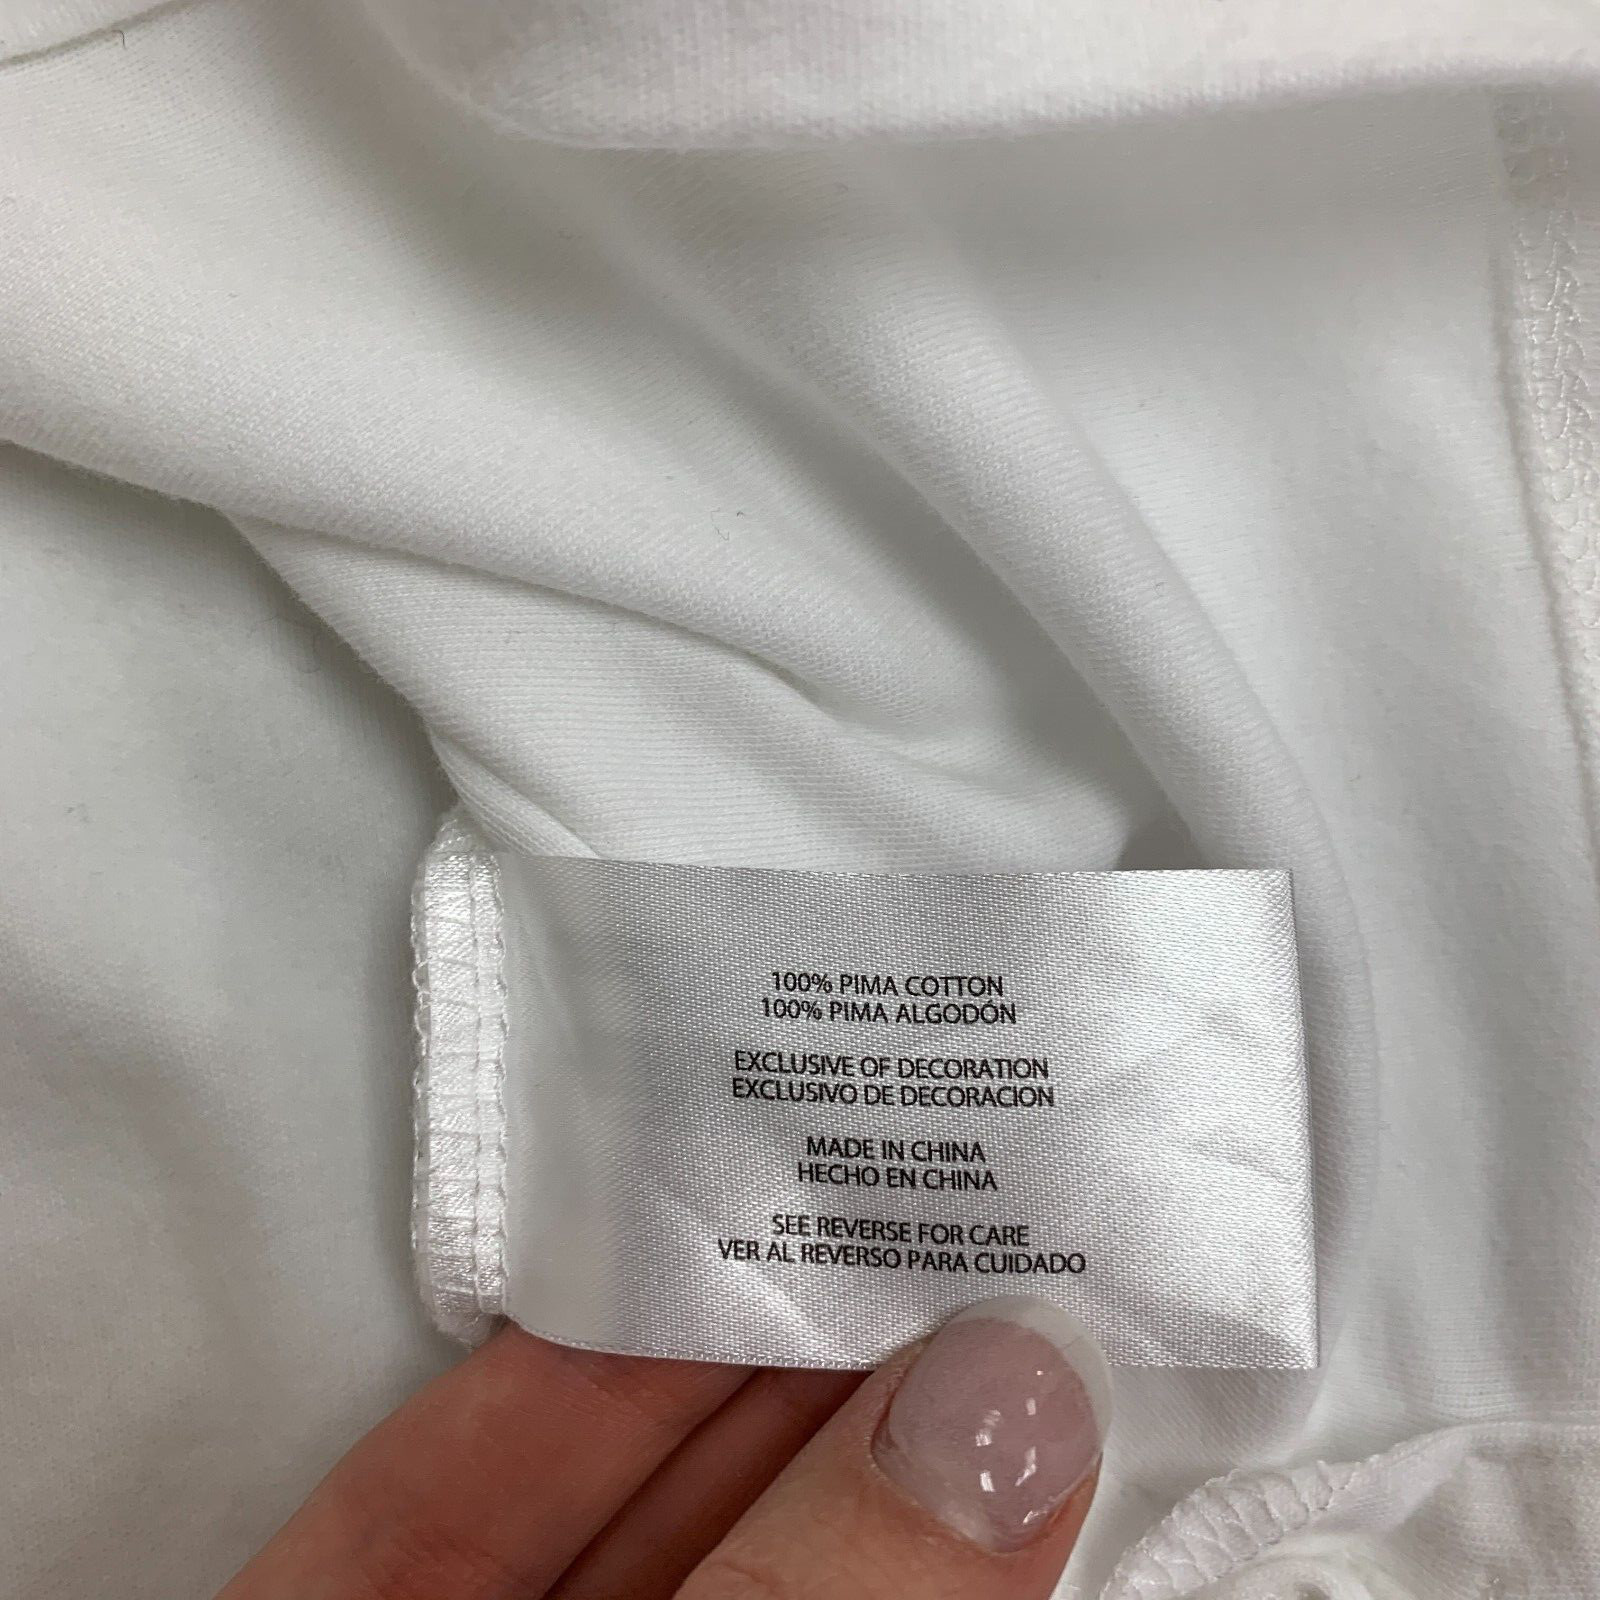 100% PIMA COTTON
100% PIMA ALGODÓN
EXCLUSIVE OF DECORATION
EXCLUSIVO DE DECORACION
MADE IN CHINA
HECHO EN CHINA
SEE REVERSE FOR CARE
VER AL REVERSO PARA CUIDADO